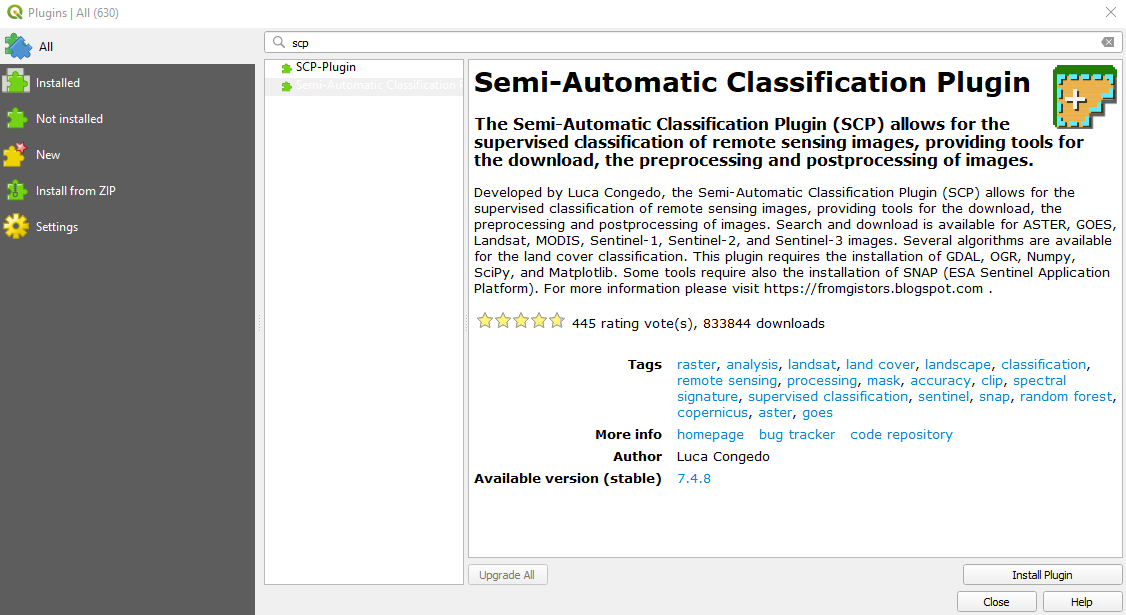 Plugins | All (630)
All
Installed
Not installed
New
Install from ZIP
Settings
scp
SCP-Plugin
Semi-Automatic Classification P
Semi-Automatic Classification Plugin
The Semi-Automatic Classification Plugin (SCP) allows for the
supervised classification of remote sensing images, providing tools for
the download, the preprocessing and postprocessing of images.
Developed by Luca Congedo, the Semi-Automatic Classification Plugin (SCP) allows for the
supervised classification of remote sensing images, providing tools for the download, the
preprocessing and postprocessing of images. Search and download is available for ASTER, GOES,
Landsat, MODIS, Sentinel-1, Sentinel-2, and Sentinel-3 images. Several algorithms are available
for the land cover classification. This plugin requires the installation of GDAL, OGR, Numpy,
SciPy, and Matplotlib. Some tools require also the installation of SNAP (ESA Sentinel Application
Platform). For more information please visit https://fromgistors.blogspot.com .
445 rating vote(s), 833844 downloads
Tags raster, analysis, landsat, land cover, landscape, classification,
remote sensing, processing, mask, accuracy, clip, spectral
signature, supervised classification, sentinel, snap, random forest,
copernicus, aster, goes
More info homepage bug tracker code repository
Author Luca Congedo
Available version (stable) 7.4.8
Upgrade All
Install Plugin
Close
Help